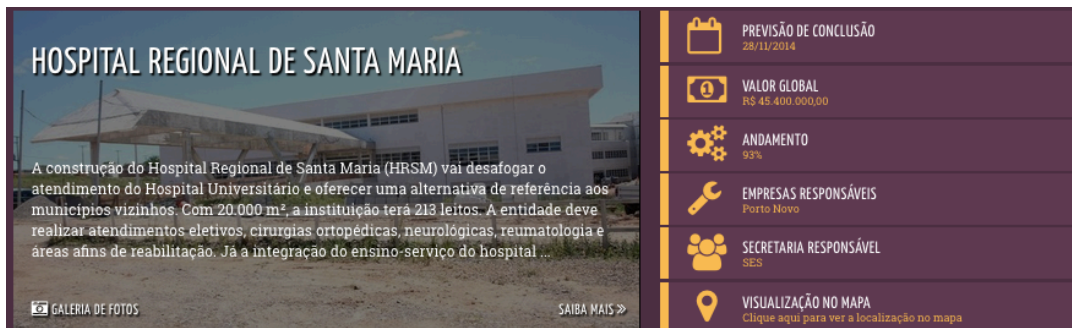 HOSPITAL REGIONAL DE SANTA MARIA
A construção do Hospital Regional de Santa Maria (HRSM) vai desafogar o
atendimento do Hospital Universitário e oferecer uma alternativa de referência aos
municípios vizinhos. Com 20.000 m², a instituição terá 213 leitos. A entidade deve
realizar atendimentos eletivos, cirurgias ortopédicas, neurológicas, reumatologia e
áreas afins de reabilitação. Já a integração do ensino-serviço do hospital ...
GALERIA DE FOTOS
SAIBA MAIS »
PREVISÃO DE CONCLUSÃO
28/11/2014
VALOR GLOBAL
R$ 45.400.000,00
ANDAMENTO
93%
EMPRESAS RESPONSÁVEIS
Porto Novo
SECRETARIA RESPONSÁVEL
SES
VISUALIZAÇÃO NO MAPA
Clique aqui para ver a localização no mapa